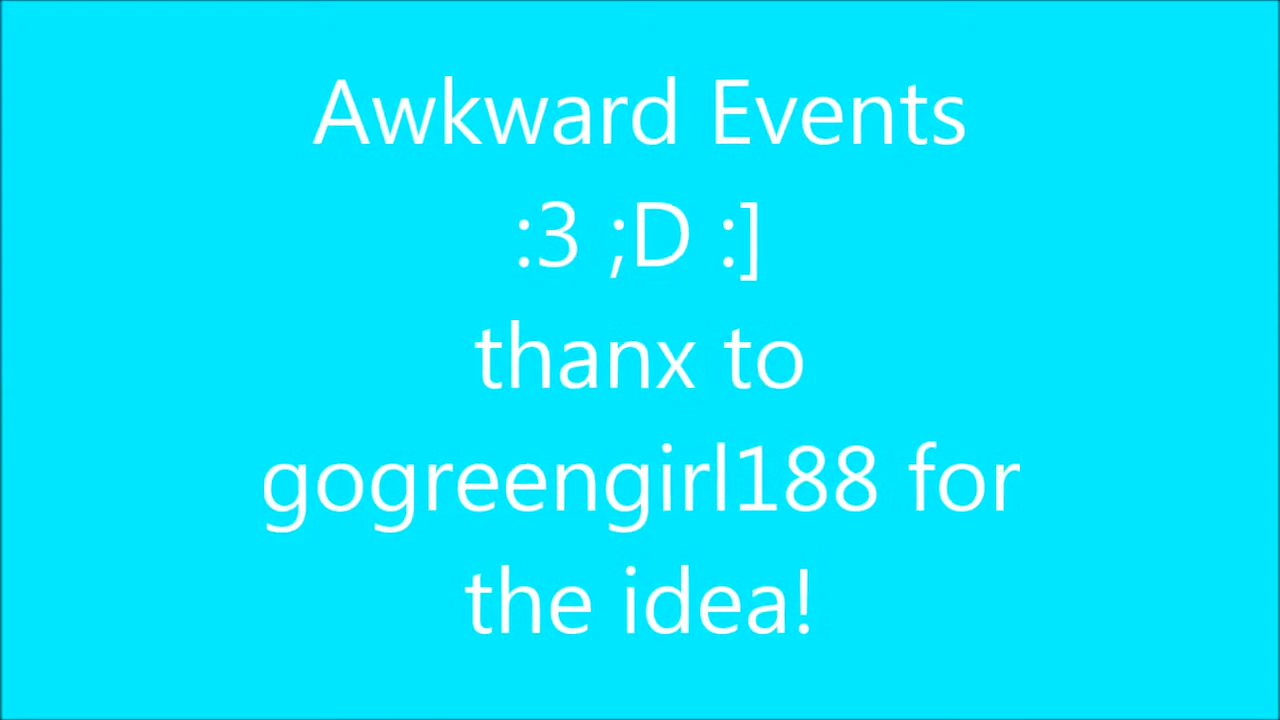 Awkward Events
:3 ;D :]
thanx to
gogreengirl188 for
the idea!